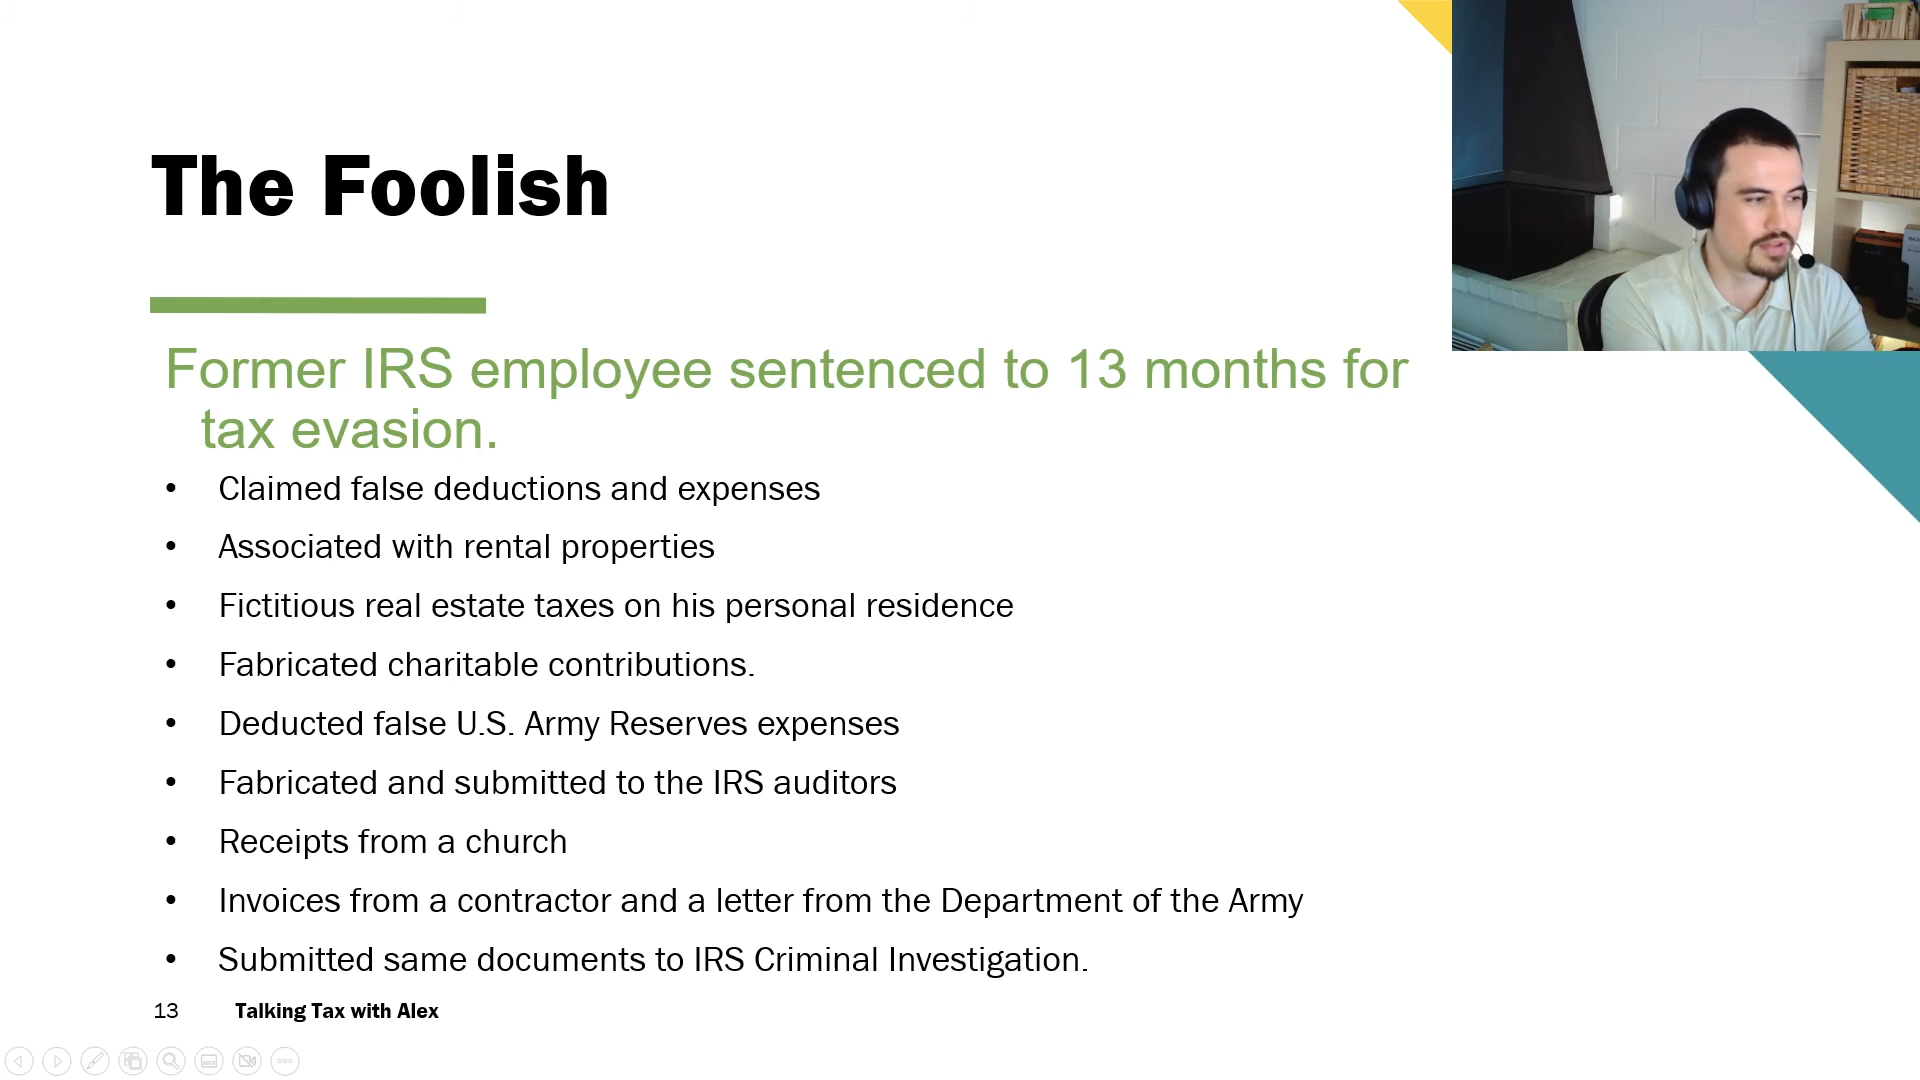 The Foolish
Former IRS employee sentenced to 13 months for
tax evasion.
• Claimed false deductions and expenses
• Associated with rental properties
• Fictitious real estate taxes on his personal residence
• Fabricated charitable contributions.
• Deducted false U.S. Army Reserves expenses
• Fabricated and submitted to the IRS auditors
• Receipts from a church
• Invoices from a contractor and a letter from the Department of the Army
• Submitted same documents to IRS Criminal Investigation.
13 Talking Tax with Alex